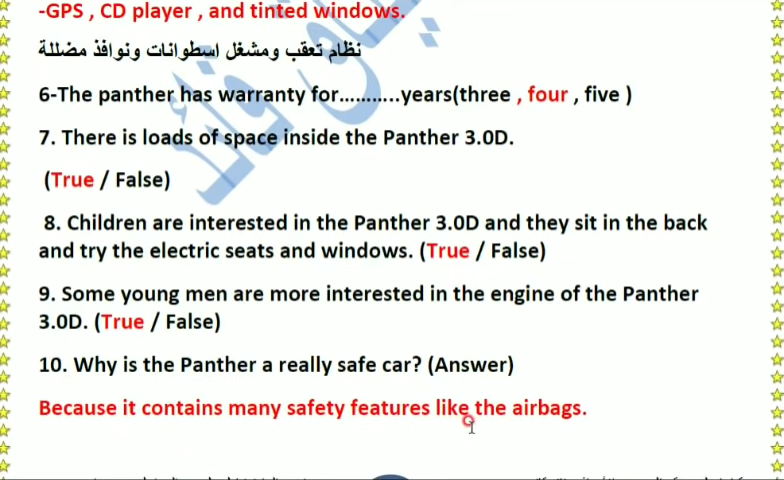 -GPS , CD player , and tinted windows.
نظام تعقب ومشغل اسطوانات ونوافذ مضللة
6-The panther has warranty for...........years(three , four , five )
7. There is loads of space inside the Panther 3.0D.
(True / False)
8. Children are interested in the Panther 3.0D and they sit in the back
and try the electric seats and windows. (True / False)
9. Some young men are more interested in the engine of the Panther
3.0D. (True / False)
10. Why is the Panther a really safe car? (Answer)
Because it contains many safety features like the airbags.